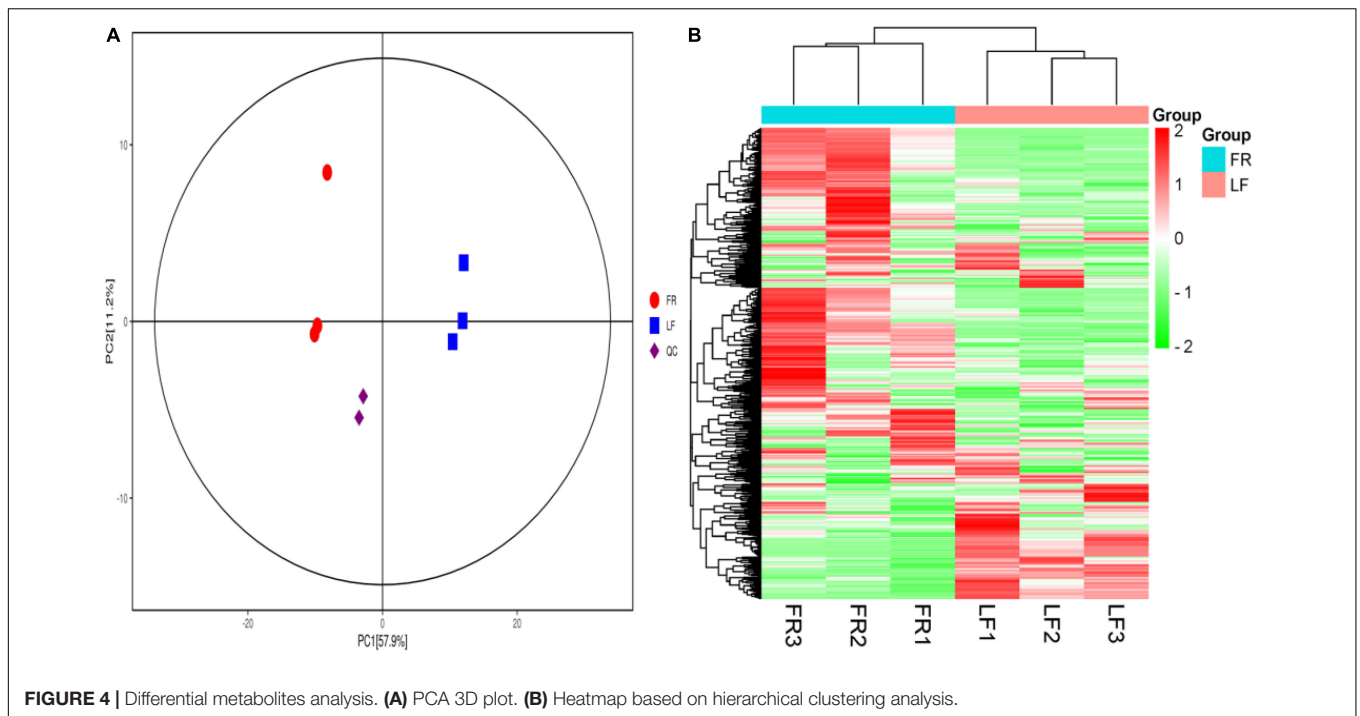 A
10
0
-10
-20
0
20
PC2[11.2%]
PC1[57.9%]
FR
LF
QC
B
Group
2
1
0
-1
-2
Group
FR
LF
FR3
FR2
FR1
LF1
LF2
LF3
FIGURE 4 | Differential metabolites analysis. (A) PCA 3D plot. (B) Heatmap based on hierarchical clustering analysis.